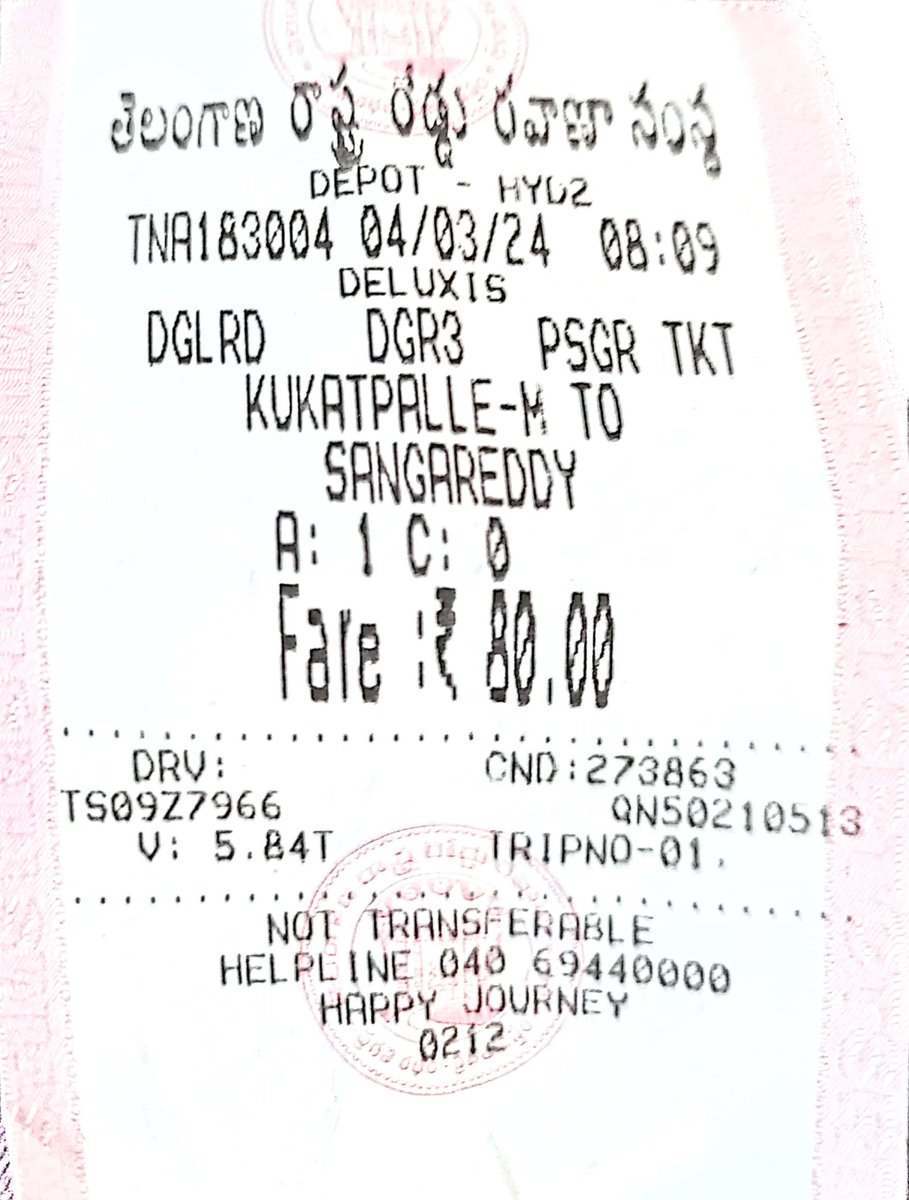 తెలంగాణ రాష్ట్ర రోడ్డు రవాణా సంస్థ
DEPOT - HYD2
TNA183004 04/03/24 08:09
DELUXIS
DGLRD DGR3 PSGR TKT
KUKATPALLE-M TO
SANGAREDDY
A: 1 C: 0
Fare :₹ 80.00
DRV: CND:273863
TS09Z7966 QN50210513
V: 5.84T TRIPNO-01.
NOT TRANSFERABLE
HELPLINE 040 69440000
HAPPY JOURNEY
0212